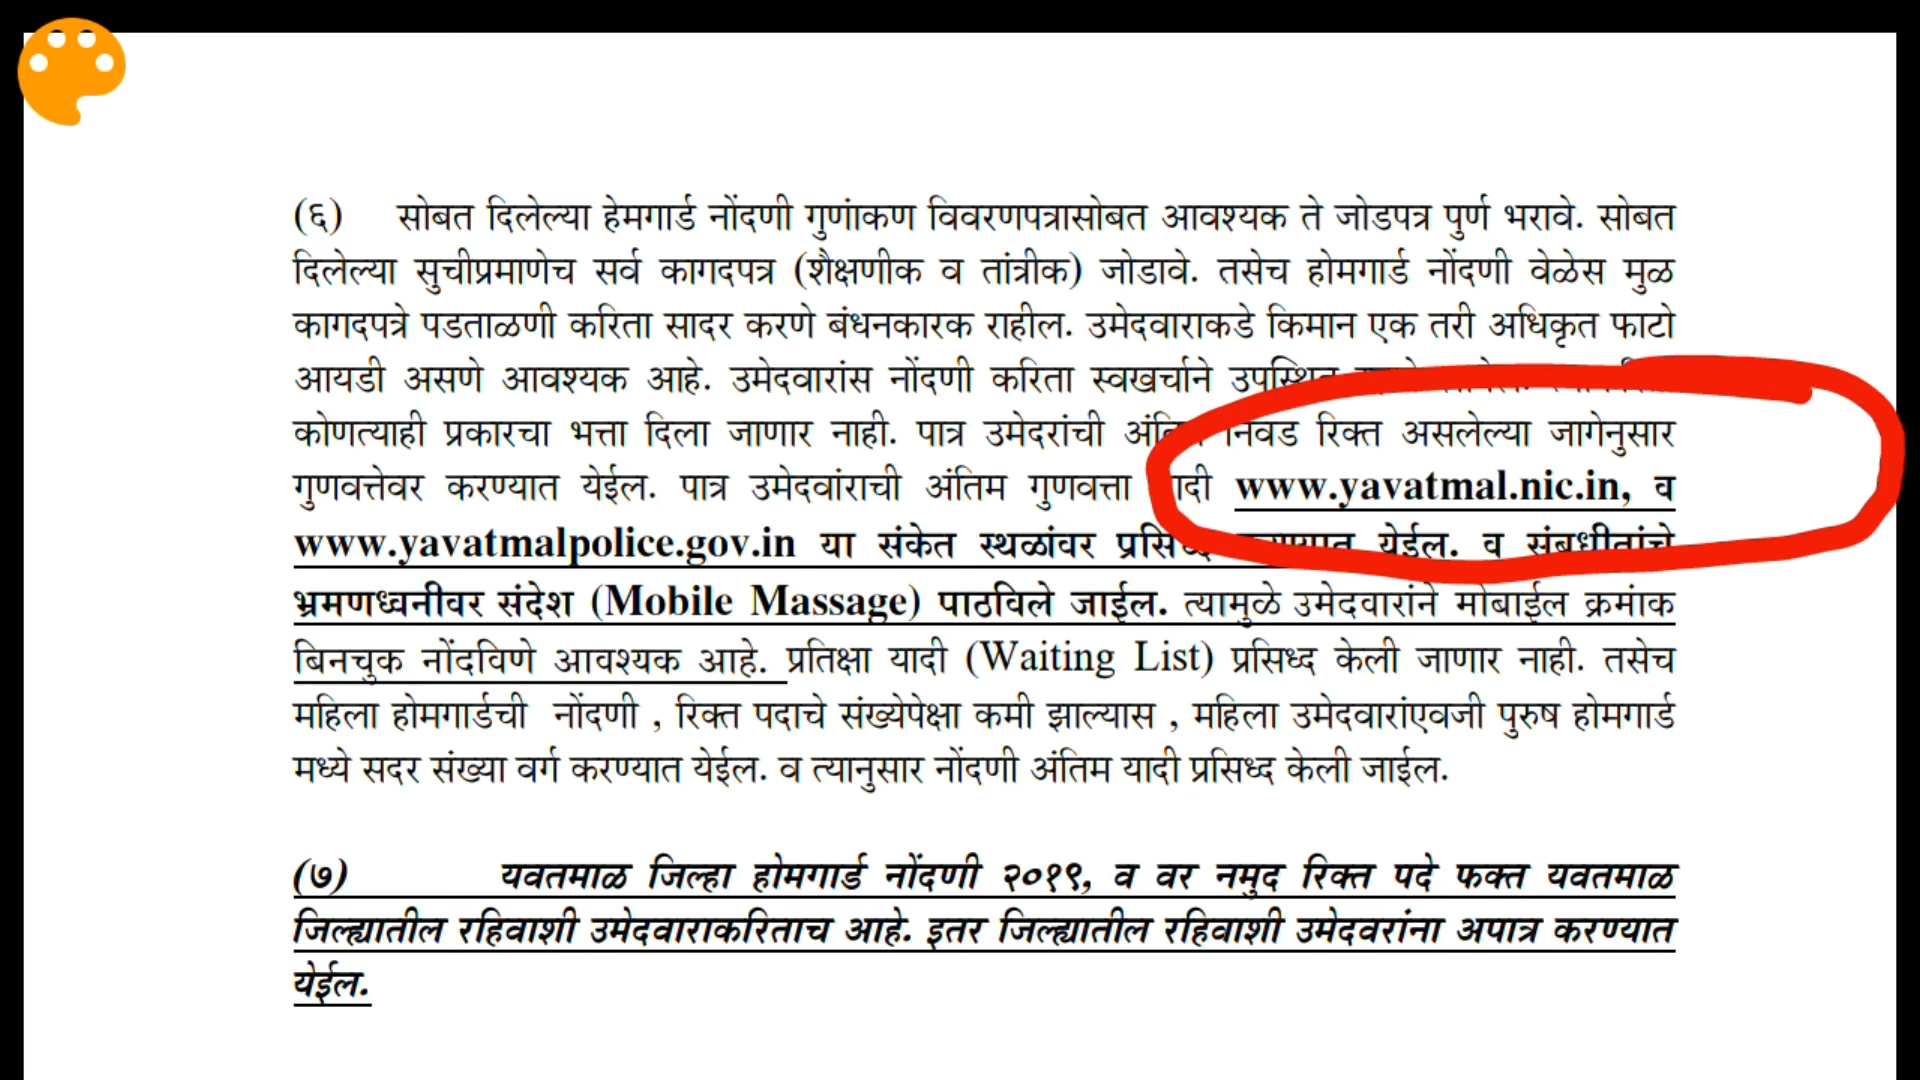 (६) सोबत दिलेल्या हेमगार्ड नोंदणी गुणांकण विवरणपत्रासोबत आवश्यक ते जोडपत्र पुर्ण भरावे. सोबत
दिलेल्या सुचीप्रमाणेच सर्व कागदपत्र (शैक्षणीक व तांत्रीक) जोडावे. तसेच होमगार्ड नोंदणी वेळेस मुळ
कागदपत्रे पडताळणी करिता सादर करणे बंधनकारक राहील. उमेदवाराकडे किमान एक तरी अधिकृत फाटो
आयडी असणे आवश्यक आहे. उमेदवारांस नोंदणी करिता स्वखर्चाने उपस्थित
कोणत्याही प्रकारचा भत्ता दिला जाणार नाही. पात्र उमेदरांची निवड रिक्त असलेल्या जागेनुसार
गुणवत्तेवर करण्यात येईल. पात्र उमेदवांराची अंतिम गुणवत्ता www.yavatmal.nic.in, व
www.yavatmalpolice.gov.in या संकेत स्थळांवर येईल. व संबधीतांचे
भ्रमणध्वनीवर संदेश (Mobile Massage) पाठविले जाईल. त्यामुळे उमेदवारांने मोबाईल क्रमांक
बिनचुक नोंदविणे आवश्यक आहे. प्रतिक्षा यादी (Waiting List) प्रसिध्द केली जाणार नाही. तसेच
महिला होमगार्डची नोंदणी , रिक्त पदाचे संख्येपेक्षा कमी झाल्यास , महिला उमेदवारांएवजी पुरुष होमगार्ड
मध्ये सदर संख्या वर्ग करण्यात येईल. व त्यानुसार नोंदणी अंतिम यादी प्रसिध्द केली जाईल.
(७) यवतमाळ जिल्हा होमगार्ड नोंदणी २०१९, व वर नमुद रिक्त पदे फक्त यवतमाळ
जिल्ह्यातील रहिवाशी उमेदवाराकरिताच आहे. इतर जिल्ह्यातील रहिवाशी उमेदवरांना अपात्र करण्यात
येईल.